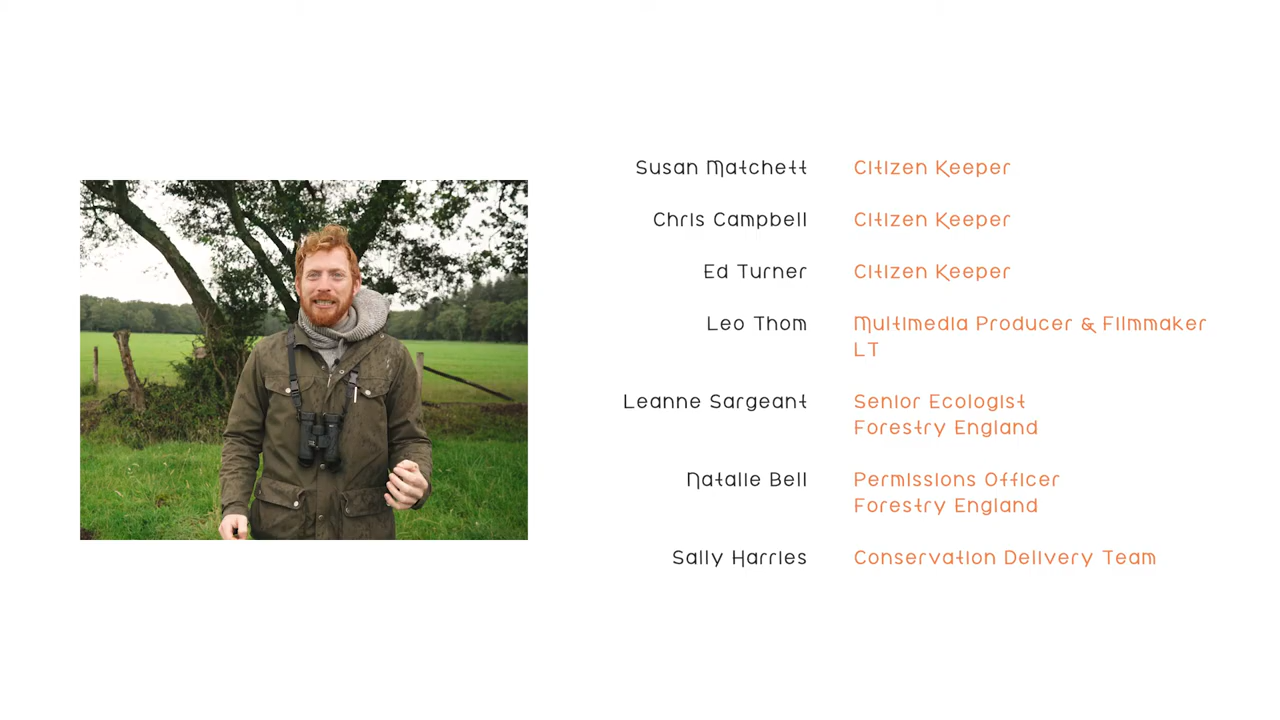 Susan Matchett Citizen Keeper
Chris Campbell Citizen Keeper
Ed Turner Citizen Keeper
Leo Thom Multimedia Producer & Filmmaker
LT
Leanne Sargeant Senior Ecologist
Forestry England
Natalie Bell Permissions Officer
Forestry England
Sally Harries Conservation Delivery Team